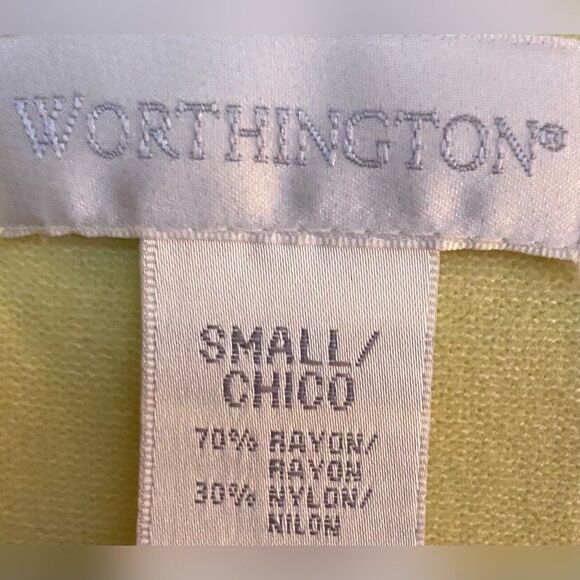 WORTHINGTON®
SMALL/
CHICO
70% RAYON/
RAYON
30% NYLON/
NILON